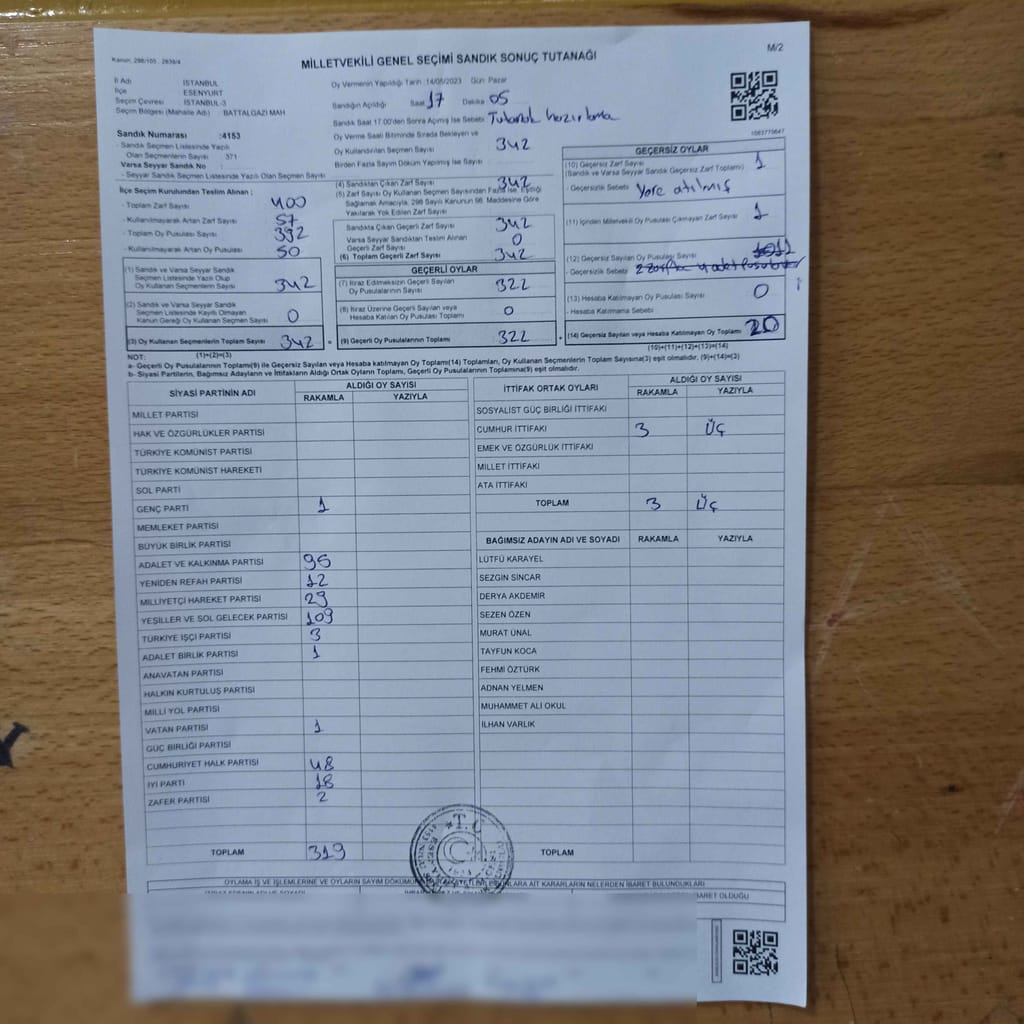 Kanun: 298/105 2839/4
MİLLETVEKİLİ GENEL SEÇİMİ SANDIK SONUÇ TUTANAĞI
M/2
İl Adı İSTANBUL
İlçe ESENYURT
Seçim Çevresi İSTANBUL-3
Seçim Bölgesi (Mahalle Adı) : BATTALGAZİ MAH
Sandık Numarası :4153
- Sandık Seçmen Listesinde Yazılı
Olan Seçmenlerin Sayısı 371
Varsa Seyyar Sandık No
- Seyyar Sandık Seçmen Listesinde Yazılı Olan Seçmen Sayısı
Oy Vermenin Yapıldığı Tarih :14/05/2023 Gün: Pazar
Sandığın Açıldığı Saat 17 Dakika 05
Sandık Saat 17:00'den Sonra Açılmış İse Sebebi Tutanak hazırlama
Oy Verme Saati Bitiminde Sırada Bekleyen ve
Oy Kullandırılan Seçmen Sayısı 342
Birden Fazla Sayım Döküm Yapılmış İse Sayısı
İlçe Seçim Kurulundan Teslim Alınan :
- Toplam Zarf Sayısı 400
- Kullanılmayarak Artan Zarf Sayısı 57
- Toplam Oy Pusulası Sayısı 392
- Kullanılmayarak Artan Oy Pusulası 50
(1) Sandık ve Varsa Seyyar Sandık
Seçmen Listesinde Yazılı Olup
Oy Kullanan Seçmenlerin Sayısı 342
(2) Sandık ve Varsa Seyyar Sandık
Seçmen Listesinde Kayıtlı Olmayan
Kanun Gereği Oy Kullanan Seçmen Sayısı 0
(3) Oy Kullanan Seçmenlerin Toplam Sayısı 342 =
(1)+(2)=(3)
(4) Sandıktan Çıkan Zarf Sayısı 342
(5) Zarf Sayısı Oy Kullanan Seçmen Sayısından Fazla İse, Eşitliği
Sağlamak Amacıyla, 298 Sayılı Kanunun 98. Maddesine Göre
Yakılarak Yok Edilen Zarf Sayısı
Sandıkta Çıkan Geçerli Zarf Sayısı 342
Varsa Seyyar Sandıktan Teslim Alınan
Geçerli Zarf Sayısı 0
(6) Toplam Geçerli Zarf Sayısı 342
GEÇERLİ OYLAR
(7) İtiraz Edilmeksizin Geçerli Sayılan
Oy Pusulalarının Sayısı 322
(8) İtiraz Üzerine Geçerli Sayılan veya
Hesaba Katılan Oy Pusulası Toplamı 0
(9) Geçerli Oy Pusulalarının Toplamı 322 +
1063779647
GEÇERSİZ OYLAR
(10) Geçersiz Zarf Sayısı
(Sandık ve Varsa Seyyar Sandık Geçersiz Zarf Toplamı) 1
- Geçersizlik Sebebi Yere atılmış
(11) İçinden Milletvekili Oy Pusulası Çıkmayan Zarf Sayısı 1
(12) Geçersiz Sayılan Oy Pusulası Sayısı
- Geçersizlik Sebebi
(13) Hesaba Katılmayan Oy Pusulası Sayısı 0
- Hesaba Katılmama Sebebi
(14) Geçersiz Sayılan veya Hesaba Katılmayan Oy Toplamı 20
(10)+(11)+(12)+(13)=(14)
NOT:
a- Geçerli Oy Pusulalarının Toplamı(9) ile Geçersiz Sayılan veya Hesaba katılmayan Oy Toplamı(14) Toplamları, Oy Kullanan Seçmenlerin Toplam Sayısına(3) eşit olmalıdır. (9)+(14)=(3)
b- Siyasi Partilerin, Bağımsız Adayların ve İttifakların Aldığı Ortak Oyların Toplamı, Geçerli Oy Pusulalarının Toplamına(9) eşit olmalıdır.
SİYASİ PARTİNİN ADI ALDIĞI OY SAYISI
RAKAMLA YAZIYLA
MİLLET PARTİSİ
HAK VE ÖZGÜRLÜKLER PARTİSİ
TÜRKİYE KOMÜNİST PARTİSİ
TÜRKİYE KOMÜNİST HAREKETİ
SOL PARTİ
GENÇ PARTİ 1
MEMLEKET PARTİSİ
BÜYÜK BİRLİK PARTİSİ
ADALET VE KALKINMA PARTİSİ 95
YENİDEN REFAH PARTİSİ 12
MİLLİYETÇİ HAREKET PARTİSİ 29
YEŞİLLER VE SOL GELECEK PARTİSİ 109
TÜRKİYE İŞÇİ PARTİSİ 3
ADALET BİRLİK PARTİSİ 1
ANAVATAN PARTİSİ
HALKIN KURTULUŞ PARTİSİ
MİLLİ YOL PARTİSİ
VATAN PARTİSİ 1
GÜÇ BİRLİĞİ PARTİSİ
CUMHURİYET HALK PARTİSİ 48
İYİ PARTİ 18
ZAFER PARTİSİ 2
TOPLAM 319
İTTİFAK ORTAK OYLARI ALDIĞI OY SAYISI
RAKAMLA YAZIYLA
SOSYALİST GÜÇ BİRLİĞİ İTTİFAKI
CUMHUR İTTİFAKI 3 ÜÇ
EMEK VE ÖZGÜRLÜK İTTİFAKI
MİLLET İTTİFAKI
ATA İTTİFAKI
TOPLAM 3 ÜÇ
BAĞIMSIZ ADAYIN ADI VE SOYADI RAKAMLA YAZIYLA
LÜTFÜ KARAYEL
SEZGİN SİNCAR
DERYA AKDEMİR
SEZEN ÖZEN
MURAT ÜNAL
TAYFUN KOCA
FEHMİ ÖZTÜRK
ADNAN YELMEN
MUHAMMET ALİ OKUL
İLHAN VARLIK
TOPLAM
T.C
OYLAMA İŞ VE İŞLEMLERİNE VE OYLARIN SAYIM DÖKÜMÜ ARA AİT KARARLARIN NELERDEN İBARET BULUNDUKLARI
BARET OLDUĞU